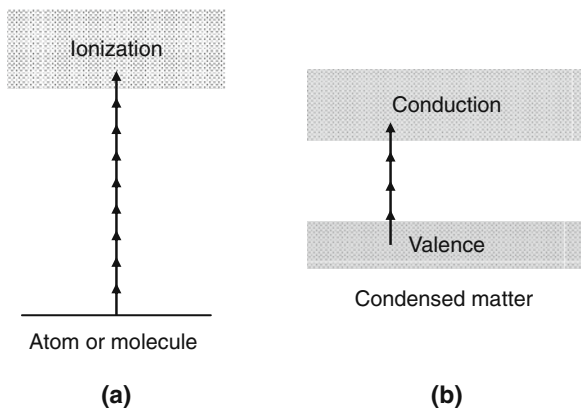 Ionization
Atom or molecule
(a)
Conduction
Valence
Condensed matter
(b)